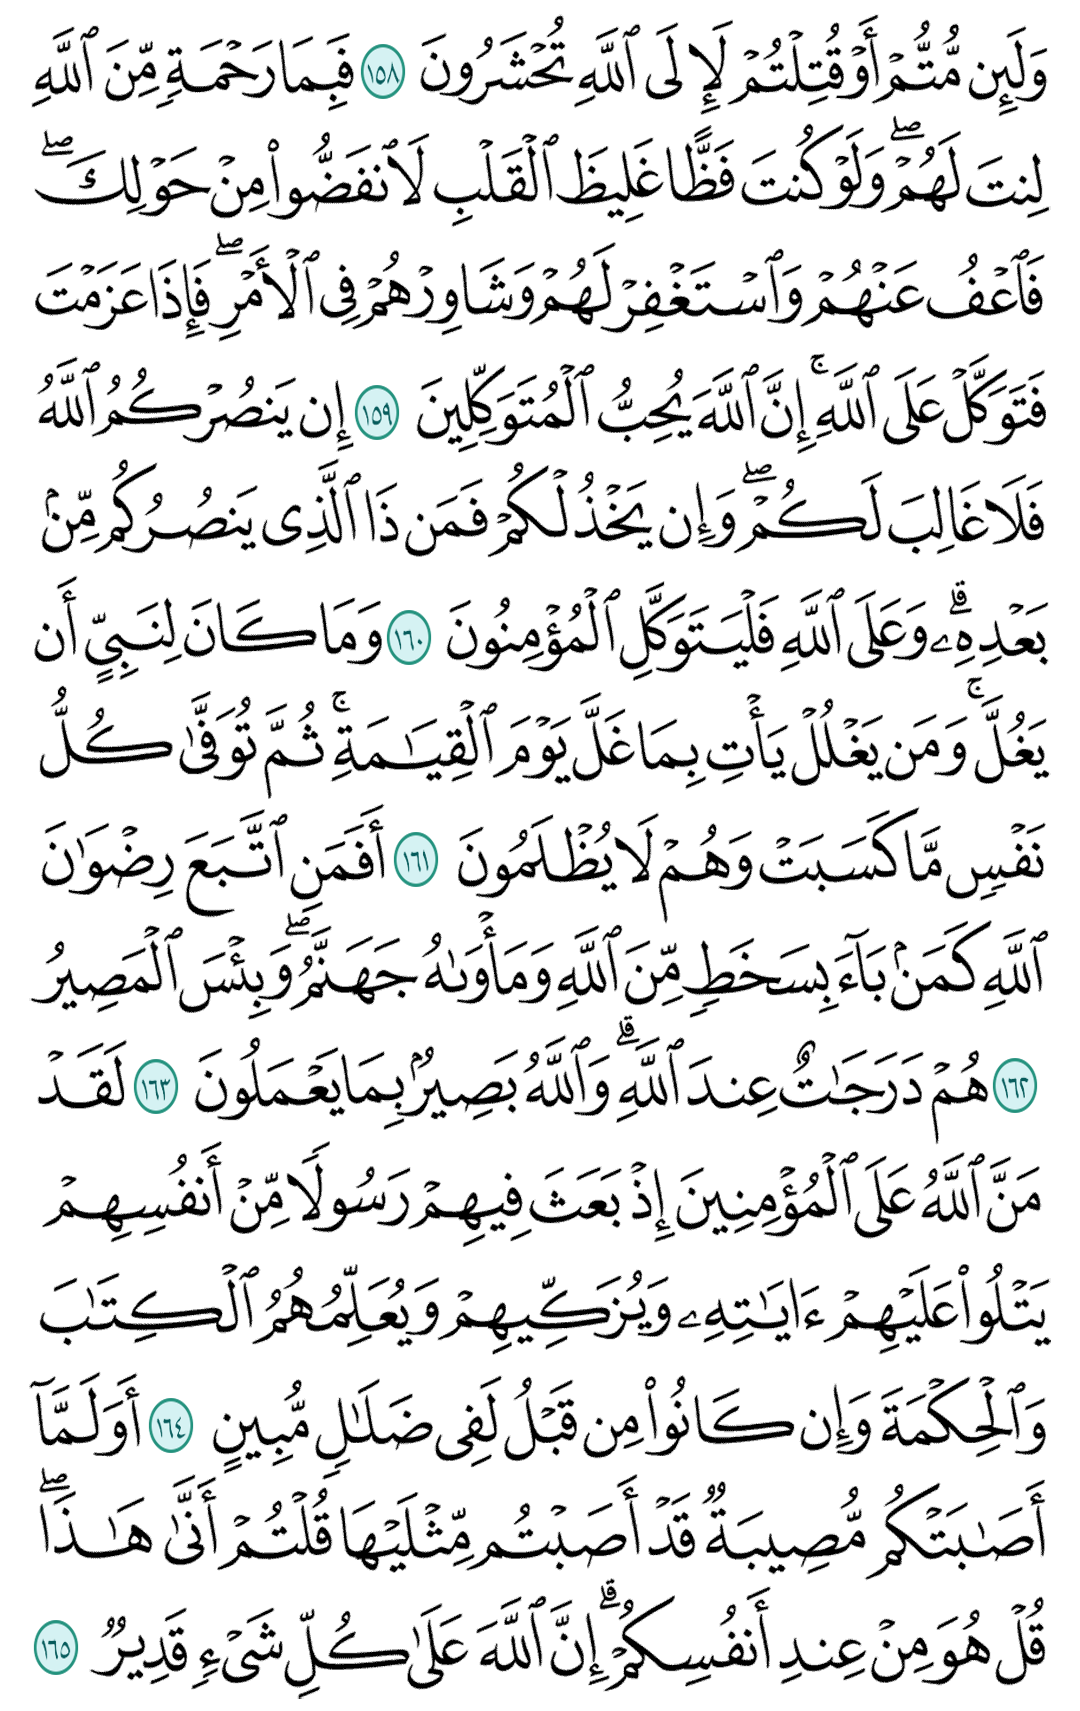 وَلَئِن مُّتُّمۡ أَوۡ قُتِلۡتُمۡ لَإِلَى ٱللَّهِ تُحۡشَرُونَ ١٥٨ فَبِمَا رَحۡمَةٖ مِّنَ ٱللَّهِ
لِنتَ لَهُمۡۖ وَلَوۡ كُنتَ فَظًّا غَلِيظَ ٱلۡقَلۡبِ لَٱنفَضُّواْ مِنۡ حَوۡلِكَۖ
فَٱعۡفُ عَنۡهُمۡ وَٱسۡتَغۡفِرۡ لَهُمۡ وَشَاوِرۡهُمۡ فِي ٱلۡأَمۡرِۖ فَإِذَا عَزَمۡتَ
فَتَوَكَّلۡ عَلَى ٱللَّهِۚ إِنَّ ٱللَّهَ يُحِبُّ ٱلۡمُتَوَكِّلِينَ ١٥٩ إِن يَنصُرۡكُمُ ٱللَّهُ
فَلَا غَالِبَ لَكُمۡۖ وَإِن يَخۡذُلۡكُمۡ فَمَن ذَا ٱلَّذِي يَنصُرُكُم مِّنۢ
بَعۡدِهِۦۗ وَعَلَى ٱللَّهِ فَلۡيَتَوَكَّلِ ٱلۡمُؤۡمِنُونَ ١٦٠ وَمَا كَانَ لِنَبِيٍّ أَن
يَغُلَّۚ وَمَن يَغۡلُلۡ يَأۡتِ بِمَا غَلَّ يَوۡمَ ٱلۡقِيَٰمَةِۚ ثُمَّ تُوَفَّىٰ كُلُّ
نَفۡسٖ مَّا كَسَبَتۡ وَهُمۡ لَا يُظۡلَمُونَ ١٦١ أَفَمَنِ ٱتَّبَعَ رِضۡوَٰنَ
ٱللَّهِ كَمَنۢ بَآءَ بِسَخَطٖ مِّنَ ٱللَّهِ وَمَأۡوَىٰهُ جَهَنَّمُۖ وَبِئۡسَ ٱلۡمَصِيرُ
١٦٢ هُمۡ دَرَجَٰتٌ عِندَ ٱللَّهِۗ وَٱللَّهُ بَصِيرُۢ بِمَا يَعۡمَلُونَ ١٦٣ لَقَدۡ
مَنَّ ٱللَّهُ عَلَى ٱلۡمُؤۡمِنِينَ إِذۡ بَعَثَ فِيهِمۡ رَسُولٗا مِّنۡ أَنفُسِهِمۡ
يَتۡلُواْ عَلَيۡهِمۡ ءَايَٰتِهِۦ وَيُزَكِّيهِمۡ وَيُعَلِّمُهُمُ ٱلۡكِتَٰبَ
وَٱلۡحِكۡمَةَ وَإِن كَانُواْ مِن قَبۡلُ لَفِي ضَلَٰلٖ مُّبِينٍ ١٦٤ أَوَلَمَّآ
أَصَٰبَتۡكُم مُّصِيبَةٞ قَدۡ أَصَبۡتُم مِّثۡلَيۡهَا قُلۡتُمۡ أَنَّىٰ هَٰذَاۖ
قُلۡ هُوَ مِنۡ عِندِ أَنفُسِكُمۡۗ إِنَّ ٱللَّهَ عَلَىٰ كُلِّ شَيۡءٖ قَدِيرٞ ١٦٥